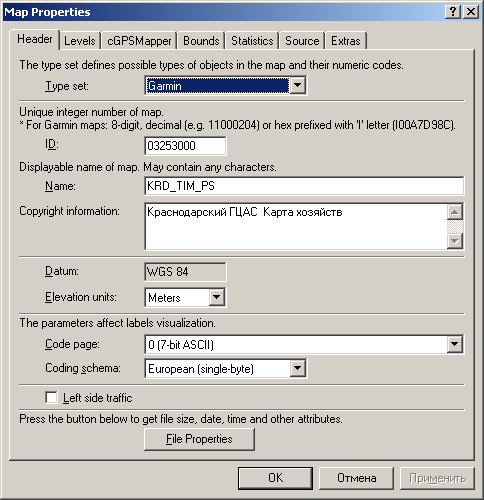 Map Properties
Header Levels cGPSMapper Bounds Statistics Source Extras
The type set defines possible types of objects in the map and their numeric codes.
Type set: Garmin
Unique integer number of map.
* For Garmin maps: 8-digit, decimal (e.g. 11000204) or hex prefixed with 'I' letter (I00A7D98C).
ID: 03253000
Displayable name of map. May contain any characters.
Name: KRD_TIM_PS
Copyright information: Краснодарский ГЦАС Карта хозяйств
Datum: WGS 84
Elevation units: Meters
The parameters affect labels visualization.
Code page: 0 (7-bit ASCII)
Coding schema: European (single-byte)
Left side traffic
Press the button below to get file size, date, time and other attributes.
File Properties
OK Отмена Применить